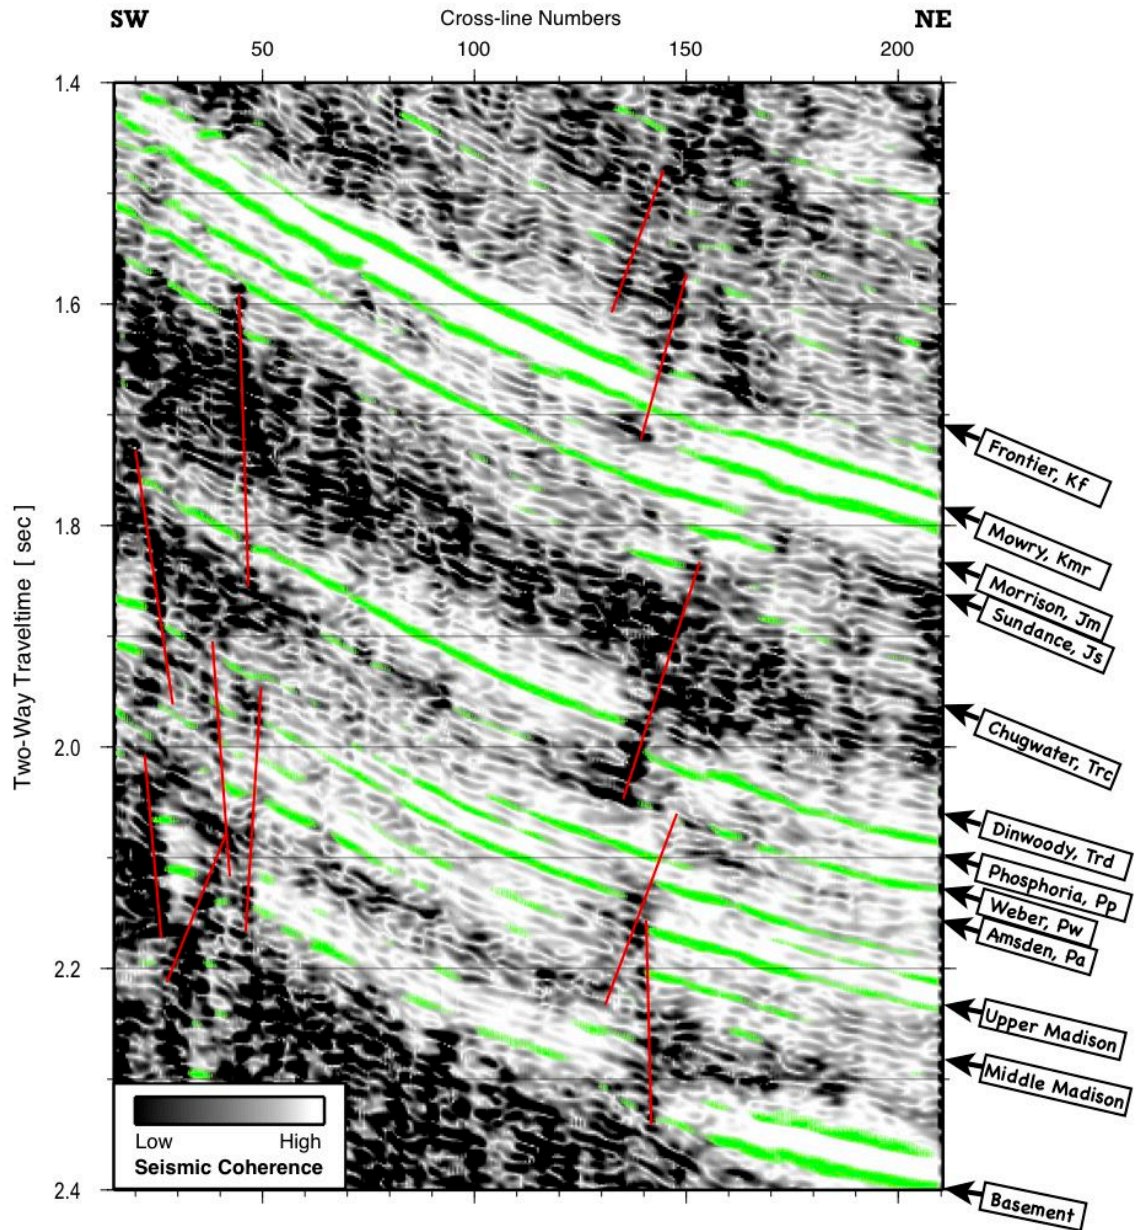 SW Cross-line Numbers NE
50 100 150 200
1.4
1.6
1.8
2.0
2.2
2.4
Two-Way Traveltime [ sec ]
Frontier, Kf
Mowry, Kmr
Morrison, Jm
Sundance, Js
Chugwater, Trc
Dinwoody, Trd
Phosphoria, Pp
Weber, Pw
Amsden, Pa
Upper Madison
Middle Madison
Basement
Low High
Seismic Coherence